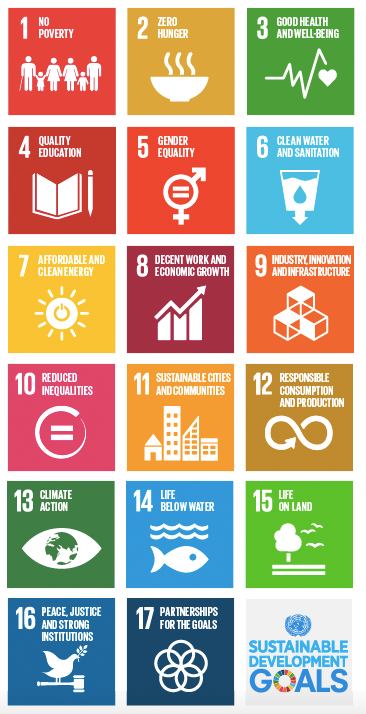 1 NO
POVERTY
2 ZERO
HUNGER
3 GOOD HEALTH
AND WELL-BEING
4 QUALITY
EDUCATION
5 GENDER
EQUALITY
6 CLEAN WATER
AND SANITATION
7 AFFORDABLE AND
CLEAN ENERGY
8 DECENT WORK AND
ECONOMIC GROWTH
9 INDUSTRY, INNOVATION
AND INFRASTRUCTURE
10 REDUCED
INEQUALITIES
11 SUSTAINABLE CITIES
AND COMMUNITIES
12 RESPONSIBLE
CONSUMPTION
AND PRODUCTION
13 CLIMATE
ACTION
14 LIFE
BELOW WATER
15 LIFE
ON LAND
16 PEACE, JUSTICE
AND STRONG
INSTITUTIONS
17 PARTNERSHIPS
FOR THE GOALS
SUSTAINABLE
DEVELOPMENT
GOALS